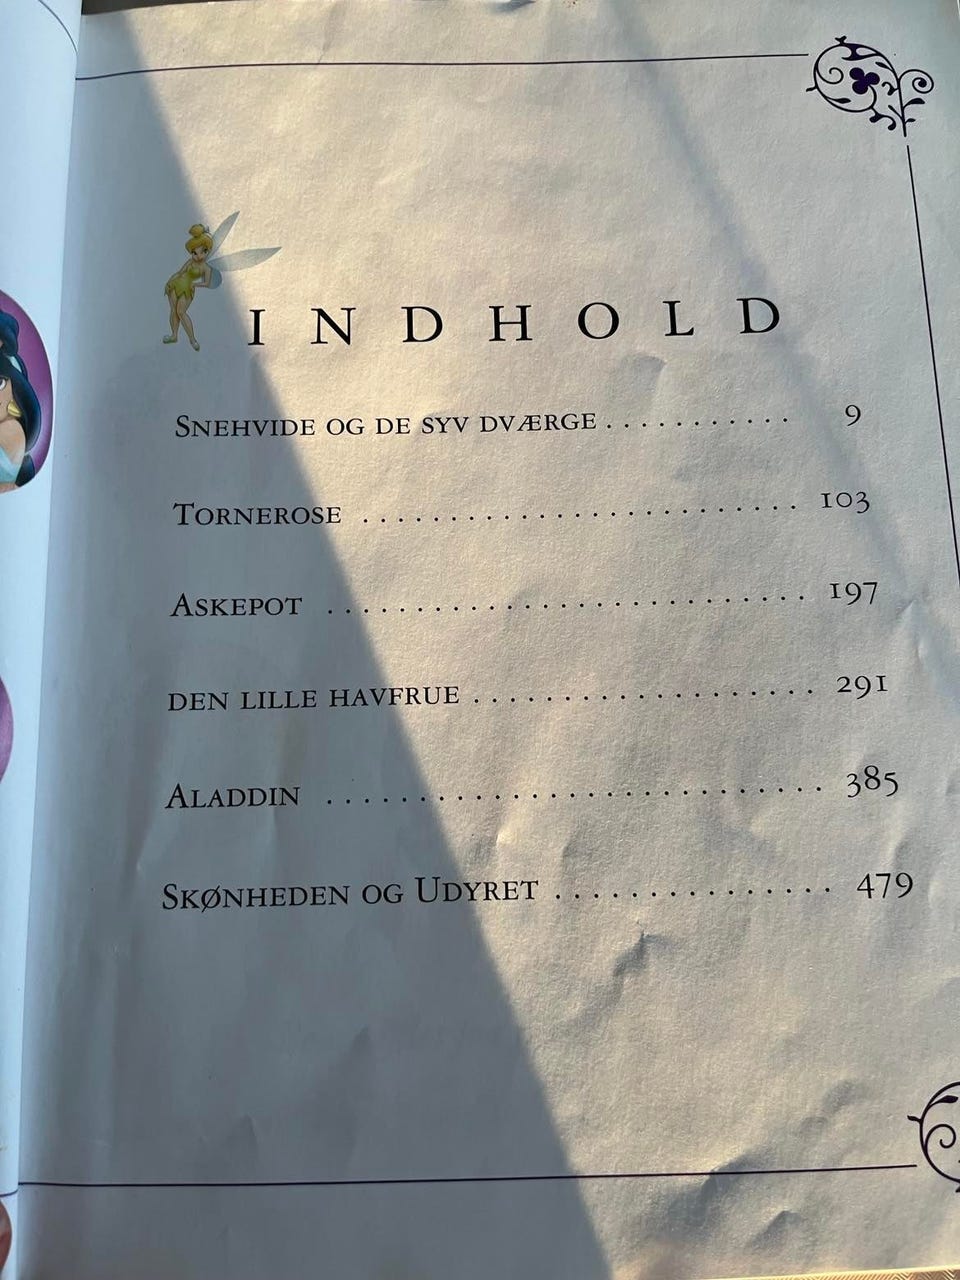 INDHOLD
SNEHVIDE OG DE SYV DVÆRGE........... 9
TORNEROSE ......................... 103
ASKEPOT ........................... 197
DEN LILLE HAVFRUE................... 291
ALADDIN ........................... 385
SKØNHEDEN OG UDYRET ............... 479